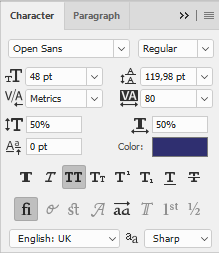 Character Paragraph
Open Sans Regular
48 pt 119,98 pt
Metrics 80
50% 50%
0 pt Color:
T T TT Tт T¹ T₁ T T
fi st A aa T 1st ½
English: UK aa Sharp